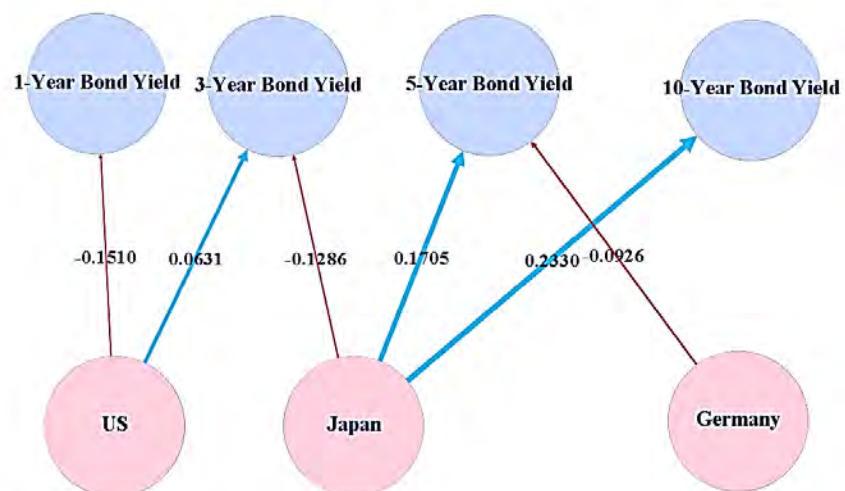 1-Year Bond Yield
3-Year Bond Yield
5-Year Bond Yield
10-Year Bond Yield
-0.1510
0.0631
-0.1286
0.1705
0.2330
-0.0926
US
Japan
Germany